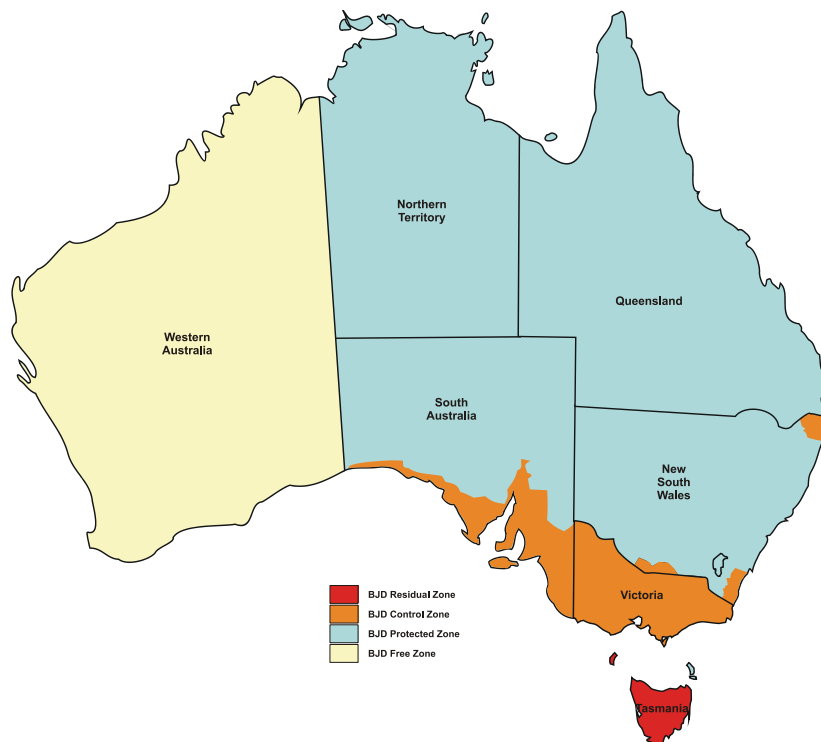 Northern
Territory
Queensland
Western
Australia
South
Australia
New
South
Wales
Victoria
BJD Residual Zone
BJD Control Zone
BJD Protected Zone
BJD Free Zone
Tasmania